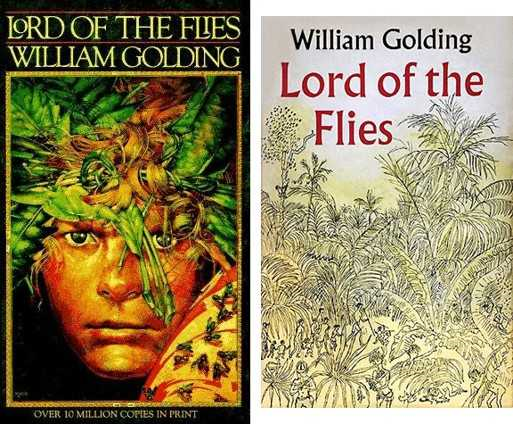 LORD OF THE FLIES
WILLIAM GOLDING
OVER 10 MILLION COPIES IN PRINT
William Golding
Lord of the
Flies